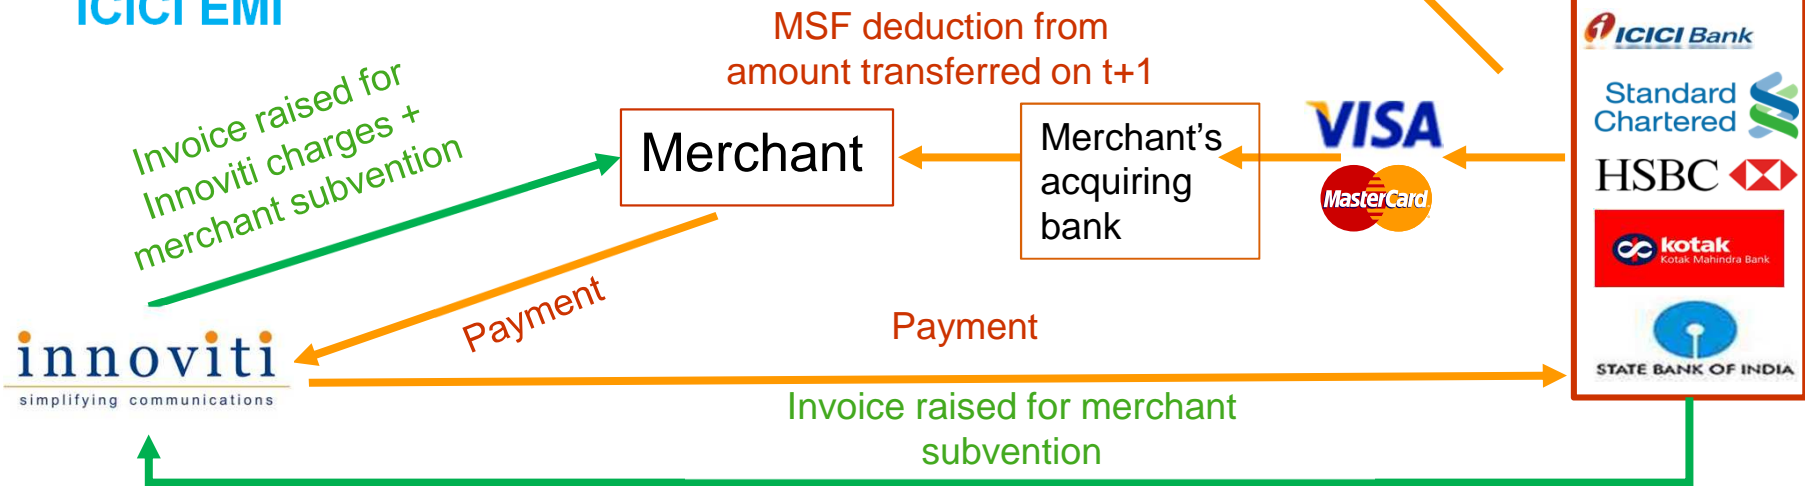 ICICI EMI
MSF deduction from
amount transferred on t+1
Invoice raised for
Innoviti charges +
merchant subvention
Merchant
Merchant's
acquiring
bank
VISA
MasterCard
ICICI Bank
Standard
Chartered
HSBC
kotak
Kotak Mahindra Bank
STATE BANK OF INDIA
Payment
Payment
innoviti
simplifying communications
Invoice raised for merchant
subvention